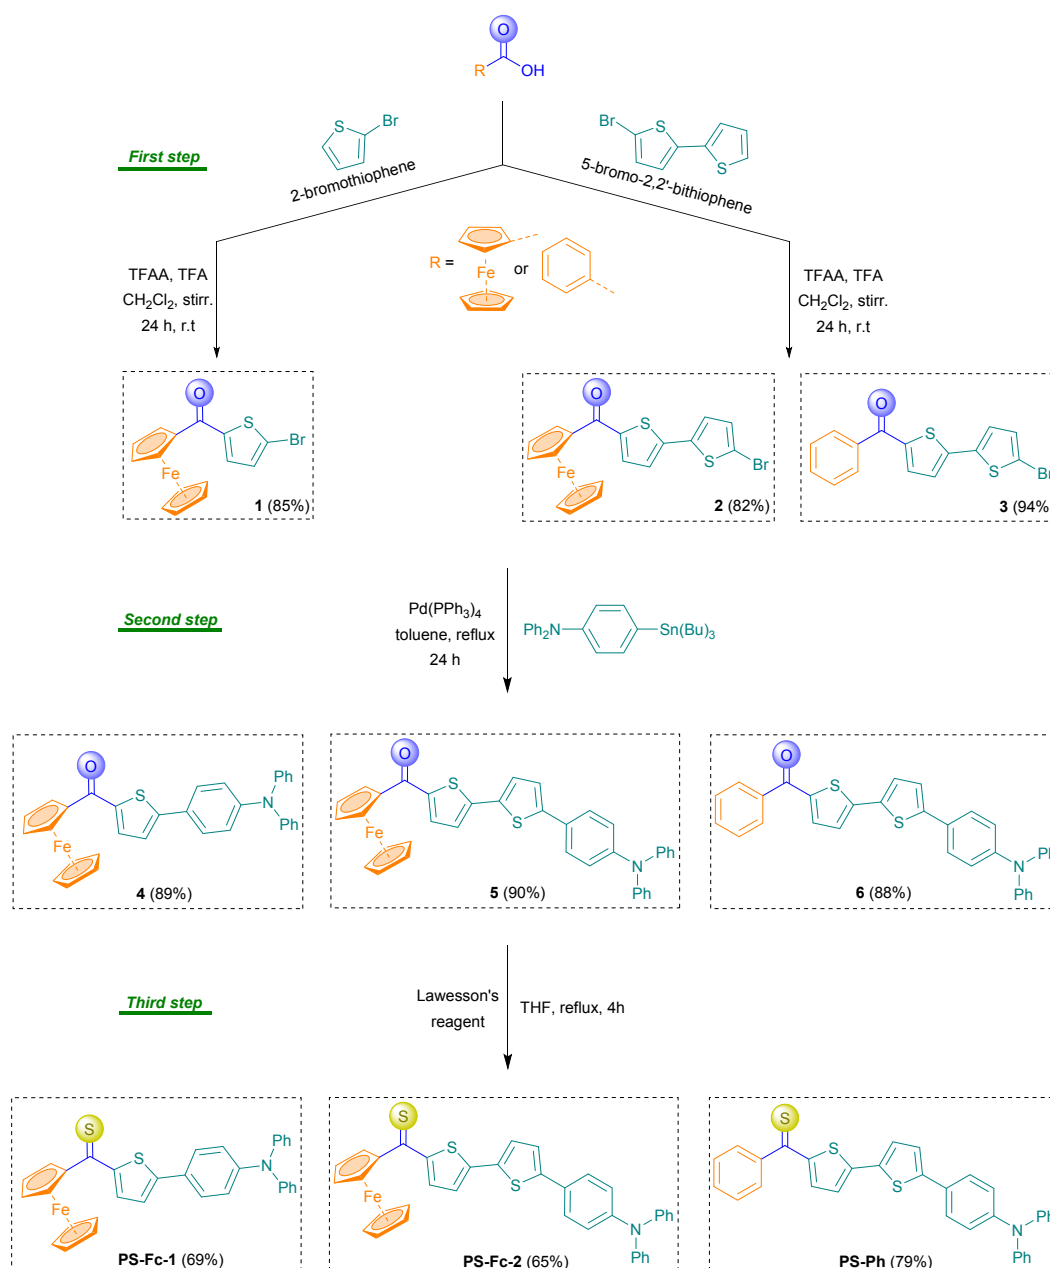 O
R
OH
S
Br
2-bromothiophene
Br
S
S
5-bromo-2,2'-bithiophene
First step
TFAA, TFA
CH₂Cl₂, stirr.
24 h, r.t
R =
Fe
or
TFAA, TFA
CH₂Cl₂, stirr.
24 h, r.t
O
S
Br
Fe
1 (85%)
O
S
S
Br
Fe
2 (82%)
O
S
S
Br
3 (94%
Second step
Pd(PPh₃)₄
toluene, reflux
24 h
Ph₂N
Sn(Bu)₃
O
S
N
Ph
Ph
Fe
4 (89%)
O
S
S
Fe
N
Ph
Ph
5 (90%)
O
S
S
N
Ph
Ph
6 (88%)
Third step
Lawesson's
reagent
THF, reflux, 4h
S
S
N
Ph
Ph
Fe
PS-Fc-1 (69%)
S
S
S
Fe
N
Ph
Ph
PS-Fc-2 (65%)
S
S
S
N
Ph
Ph
PS-Ph (79%)